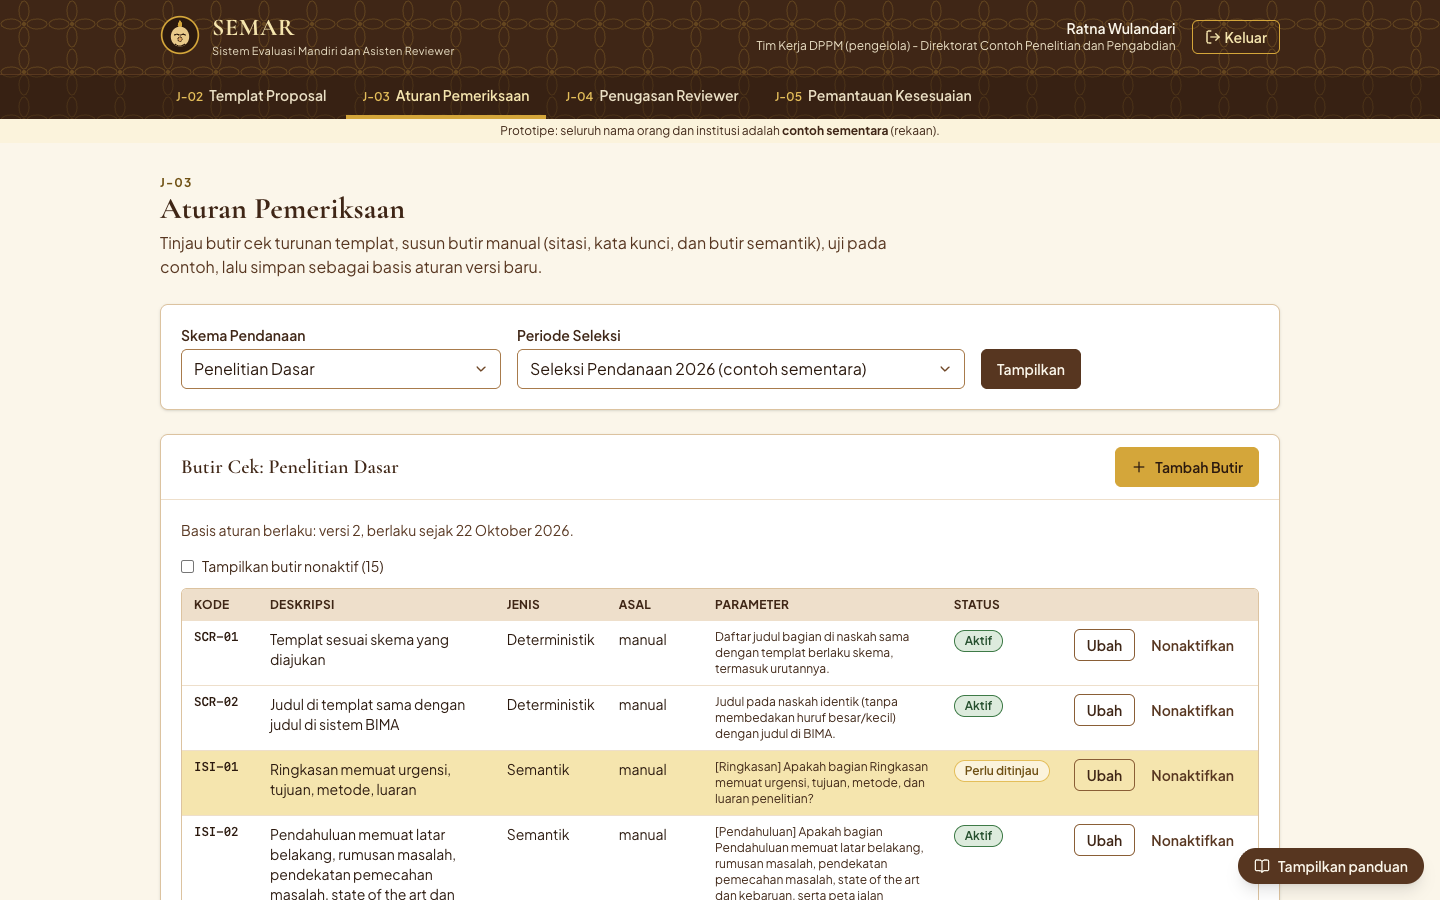 SEMAR
Sistem Evaluasi Mandiri dan Asisten Reviewer
Ratna Wulandari
Tim Kerja DPPM (pengelola) - Direktorat Contoh Penelitian dan Pengabdian
Keluar
J-02 Templat Proposal
J-03 Aturan Pemeriksaan
J-04 Penugasan Reviewer
J-05 Pemantauan Kesesuaian
Prototipe: seluruh nama orang dan institusi adalah contoh sementara (rekaan).
J-03
Aturan Pemeriksaan
Tinjau butir cek turunan templat, susun butir manual (sitasi, kata kunci, dan butir semantik), uji pada
contoh, lalu simpan sebagai basis aturan versi baru.
Skema Pendanaan
Penelitian Dasar
Periode Seleksi
Seleksi Pendanaan 2026 (contoh sementara)
Tampilkan
Butir Cek: Penelitian Dasar
Tambah Butir
Basis aturan berlaku: versi 2, berlaku sejak 22 Oktober 2026.
Tampilkan butir nonaktif (15)
KODE DESKRIPSI JENIS ASAL PARAMETER STATUS
SCR-01
Templat sesuai skema yang
diajukan
Deterministik
manual
Daftar judul bagian di naskah sama
dengan templat berlaku skema,
termasuk urutannya.
Aktif
Ubah
Nonaktifkan
SCR-02
Judul di templat sama dengan
judul di sistem BIMA
Deterministik
manual
Judul pada naskah identik (tanpa
membedakan huruf besar/kecil)
dengan judul di BIMA.
Aktif
Ubah
Nonaktifkan
ISI-01
Ringkasan memuat urgensi,
tujuan, metode, luaran
Semantik
manual
[Ringkasan] Apakah bagian Ringkasan
memuat urgensi, tujuan, metode, dan
luaran penelitian?
Perlu ditinjau
Ubah
Nonaktifkan
ISI-02
Pendahuluan memuat latar
belakang, rumusan masalah,
pendekatan pemecahan
masalah, state of the art dan
Semantik
manual
[Pendahuluan] Apakah bagian
Pendahuluan memuat latar belakang,
rumusan masalah, pendekatan
pemecahan masalah, state of the art
dan kebaruan, serta peta jalan
Aktif
Ubah
Nonaktifkan
Tampilkan panduan